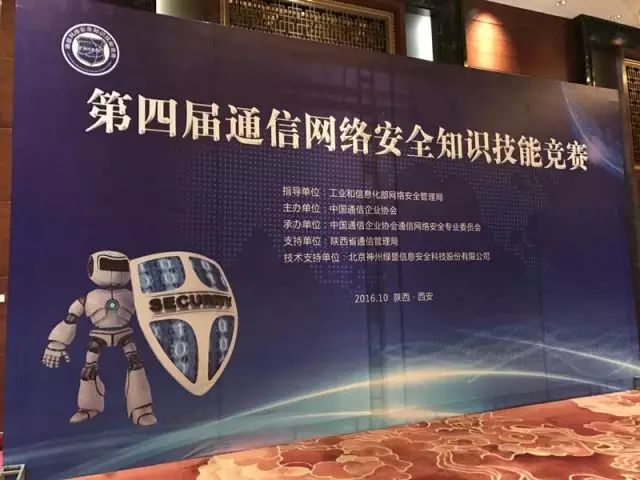 第四届通信网络安全知识技能竞赛
指导单位：工业和信息化部网络安全管理局
主办单位：中国通信企业协会
承办单位：中国通信企业协会通信网络安全专业委员会
支持单位：陕西省通信管理局
技术支持单位：北京神州绿盟信息安全科技股份有限公司
SECURITY
2016.10 陕西·西安